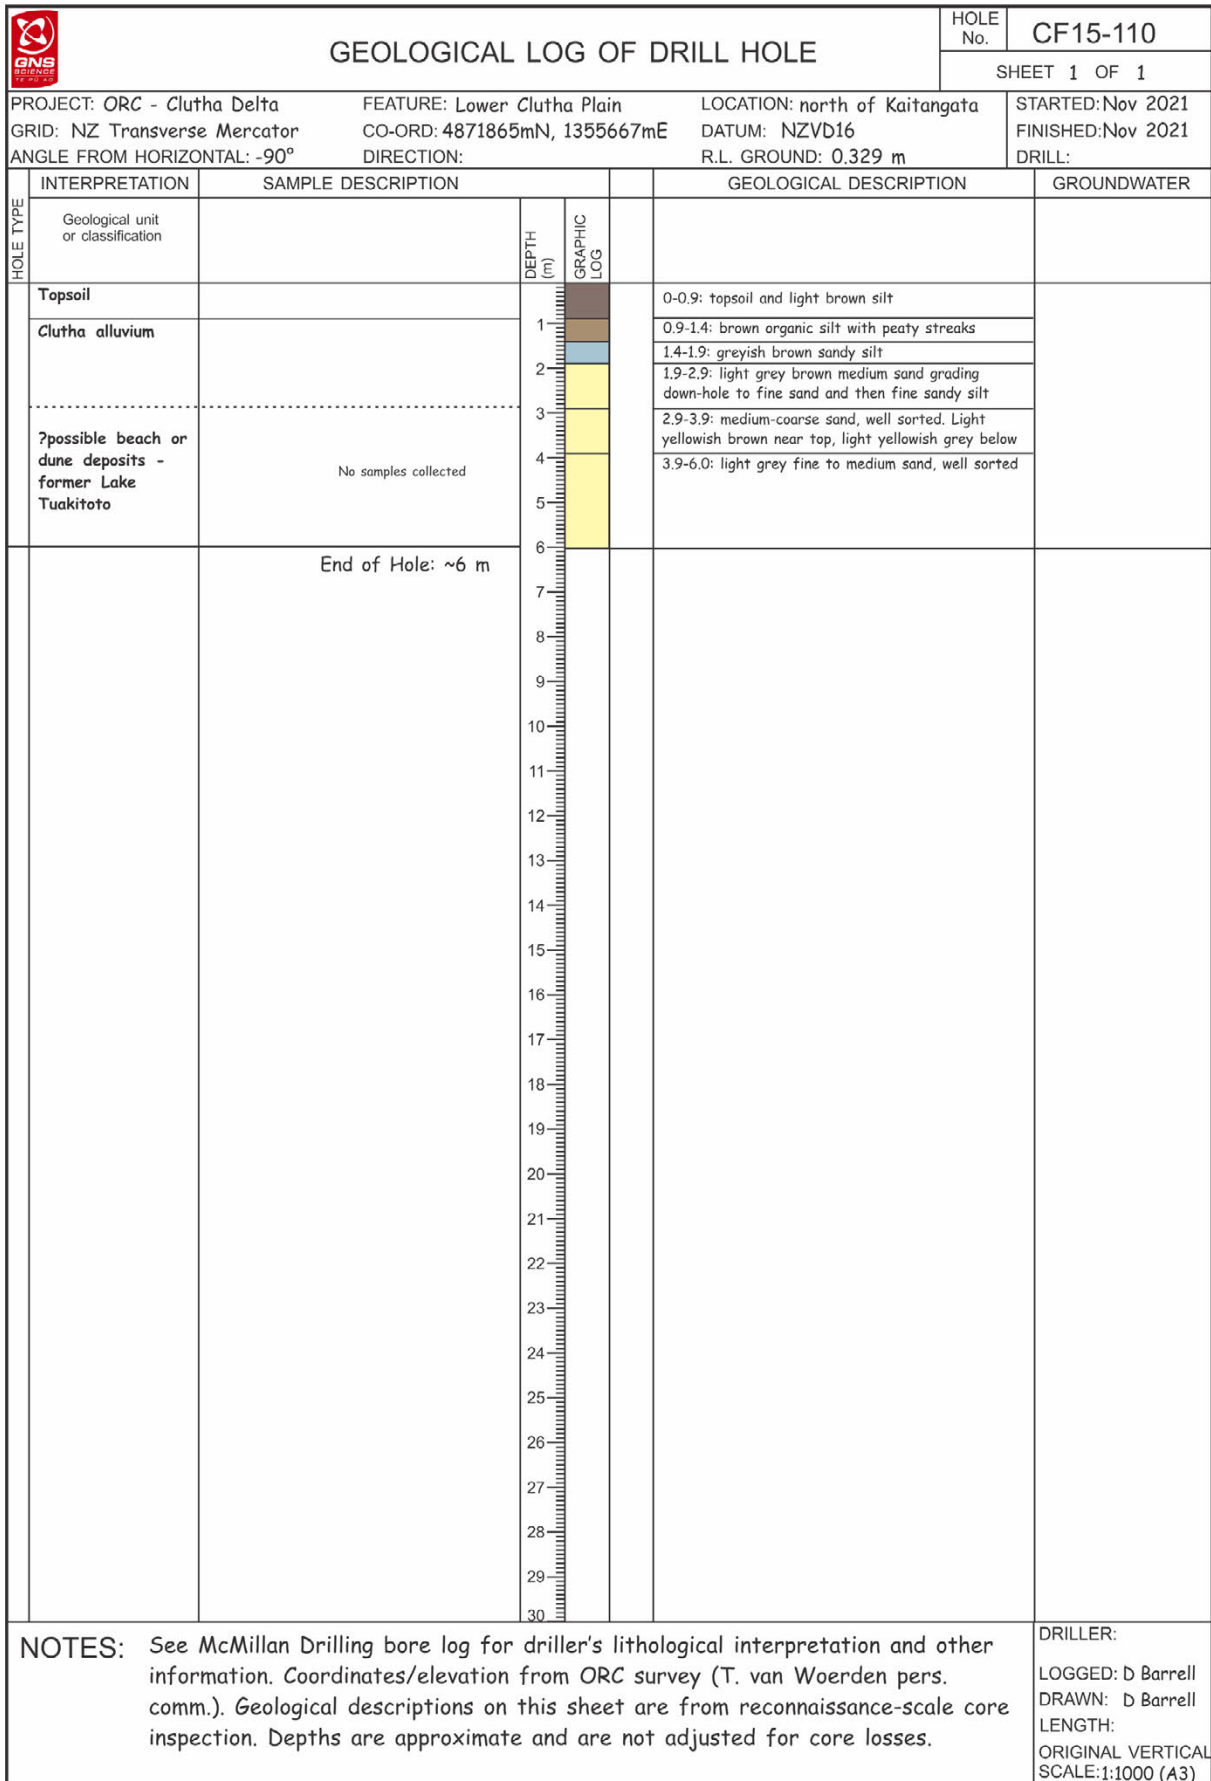 GNS
SCIENCE
TE PŪ AO
GEOLOGICAL LOG OF DRILL HOLE
HOLE No. CF15-110
SHEET 1 OF 1
PROJECT: ORC - Clutha Delta FEATURE: Lower Clutha Plain LOCATION: north of Kaitangata STARTED: Nov 2021
GRID: NZ Transverse Mercator CO-ORD: 4871865mN, 1355667mE DATUM: NZVD16 FINISHED: Nov 2021
ANGLE FROM HORIZONTAL: -90° DIRECTION: R.L. GROUND: 0.329 m DRILL:
HOLE TYPE
INTERPRETATION SAMPLE DESCRIPTION GEOLOGICAL DESCRIPTION GROUNDWATER
Geological unit
or classification
DEPTH
(m)
GRAPHIC
LOG
Topsoil
0-0.9: topsoil and light brown silt
Clutha alluvium
0.9-1.4: brown organic silt with peaty streaks
1.4-1.9: greyish brown sandy silt
1.9-2.9: light grey brown medium sand grading
down-hole to fine sand and then fine sandy silt
2.9-3.9: medium-coarse sand, well sorted. Light
yellowish brown near top, light yellowish grey below
?possible beach or
dune deposits -
former Lake
Tuakitoto
No samples collected
3.9-6.0: light grey fine to medium sand, well sorted
End of Hole: ~6 m
1
2
3
4
5
6
7
8
9
10
11
12
13
14
15
16
17
18
19
20
21
22
23
24
25
26
27
28
29
30
NOTES: See McMillan Drilling bore log for driller's lithological interpretation and other
information. Coordinates/elevation from ORC survey (T. van Woerden pers.
comm.). Geological descriptions on this sheet are from reconnaissance-scale core
inspection. Depths are approximate and are not adjusted for core losses.
DRILLER:
LOGGED: D Barrell
DRAWN: D Barrell
LENGTH:
ORIGINAL VERTICAL
SCALE:1:1000 (A3)